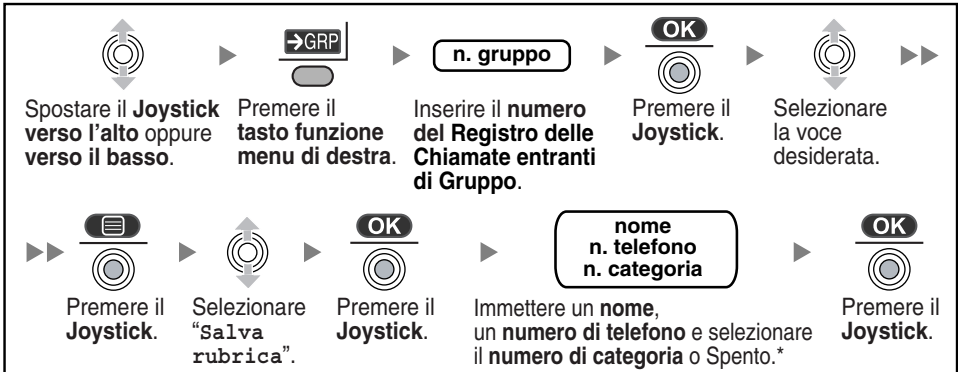 →GRP
n. gruppo
OK
Spostare il Joystick
verso l'alto oppure
verso il basso.
Premere il
tasto funzione
menu di destra.
Inserire il numero
del Registro delle
Chiamate entranti
di Gruppo.
Premere il
Joystick.
Selezionare
la voce
desiderata.
OK
nome
n. telefono
n. categoria
OK
Premere il
Joystick.
Selezionare
“Salva
rubrica”.
Premere il
Joystick.
Immettere un nome,
un numero di telefono e selezionare
il numero di categoria o Spento.*
Premere il
Joystick.